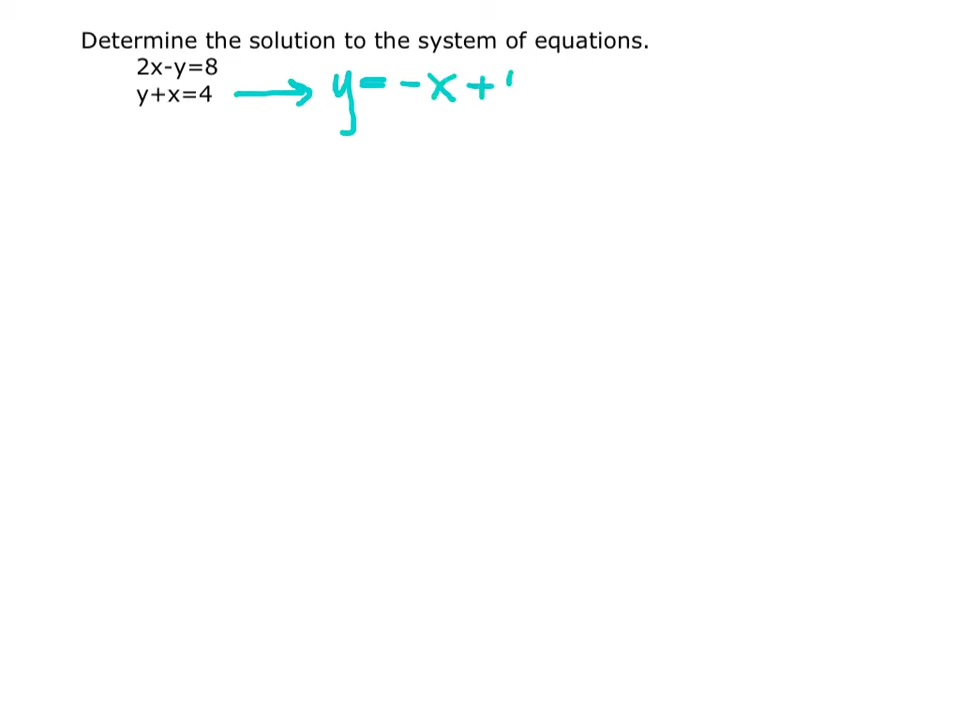 Determine the solution to the system of equations.
2x-y=8
y+x=4 → y = -x +